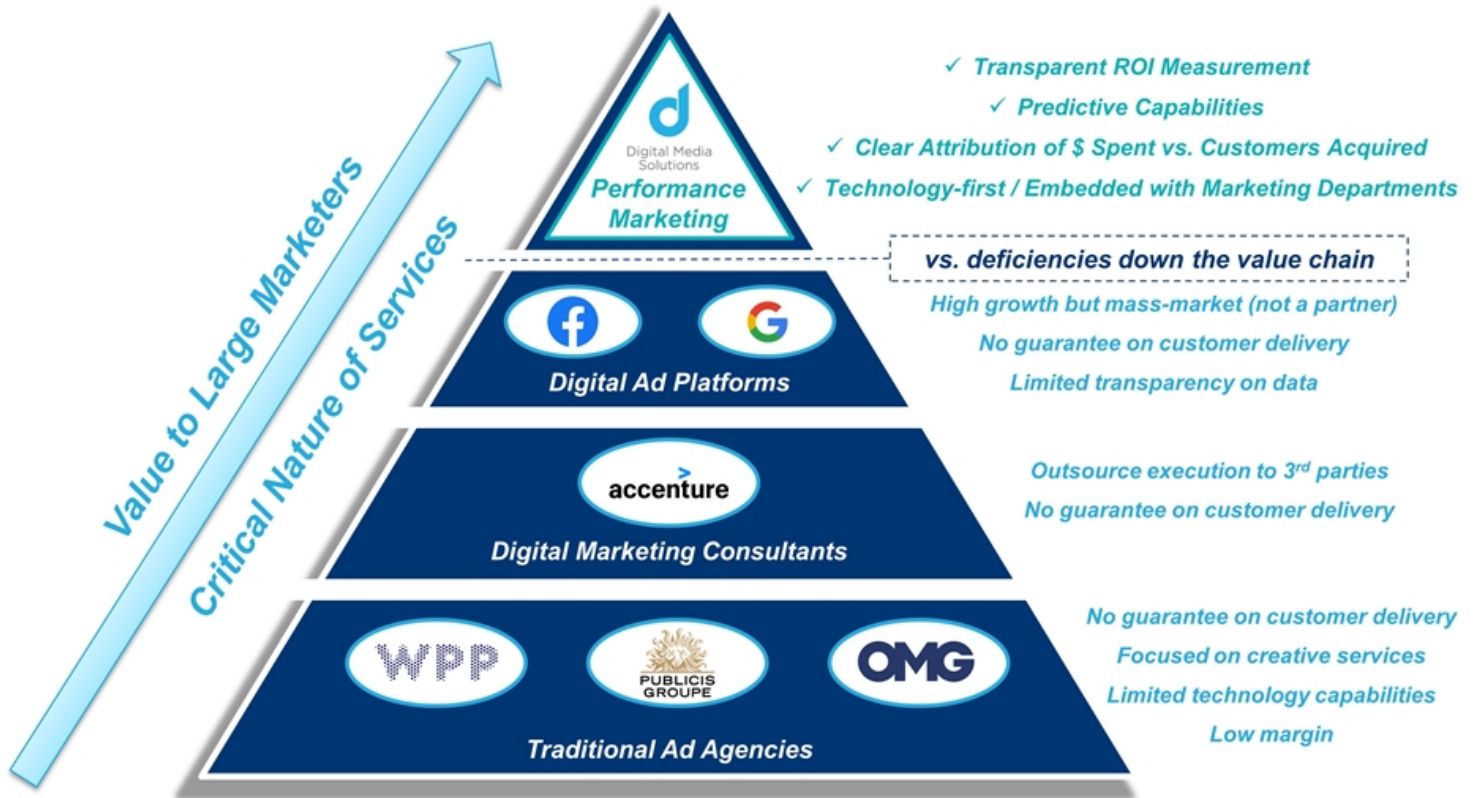 Value to Large Marketers
Critical Nature of Services
Digital Media
Solutions
Performance
Marketing
✓ Transparent ROI Measurement
✓ Predictive Capabilities
✓ Clear Attribution of $ Spent vs. Customers Acquired
✓ Technology-first / Embedded with Marketing Departments
vs. deficiencies down the value chain
Digital Ad Platforms
High growth but mass-market (not a partner)
No guarantee on customer delivery
Limited transparency on data
accenture
Digital Marketing Consultants
Outsource execution to 3rd parties
No guarantee on customer delivery
WPP
PUBLICIS
GROUPE
OMG
Traditional Ad Agencies
No guarantee on customer delivery
Focused on creative services
Limited technology capabilities
Low margin